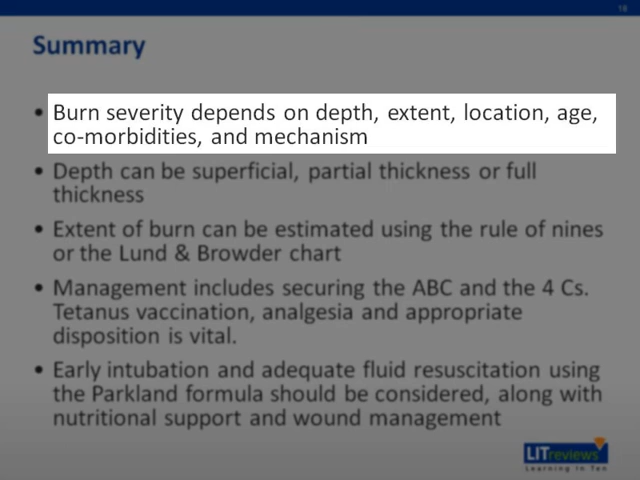 18
Summary
• Burn severity depends on depth, extent, location, age,
co-morbidities, and mechanism
• Depth can be superficial, partial thickness or full
thickness
• Extent of burn can be estimated using the rule of nines
or the Lund & Browder chart
• Management includes securing the ABC and the 4 Cs.
Tetanus vaccination, analgesia and appropriate
disposition is vital.
• Early intubation and adequate fluid resuscitation using
the Parkland formula should be considered, along with
nutritional support and wound management
LITreviews
Learning in Ten